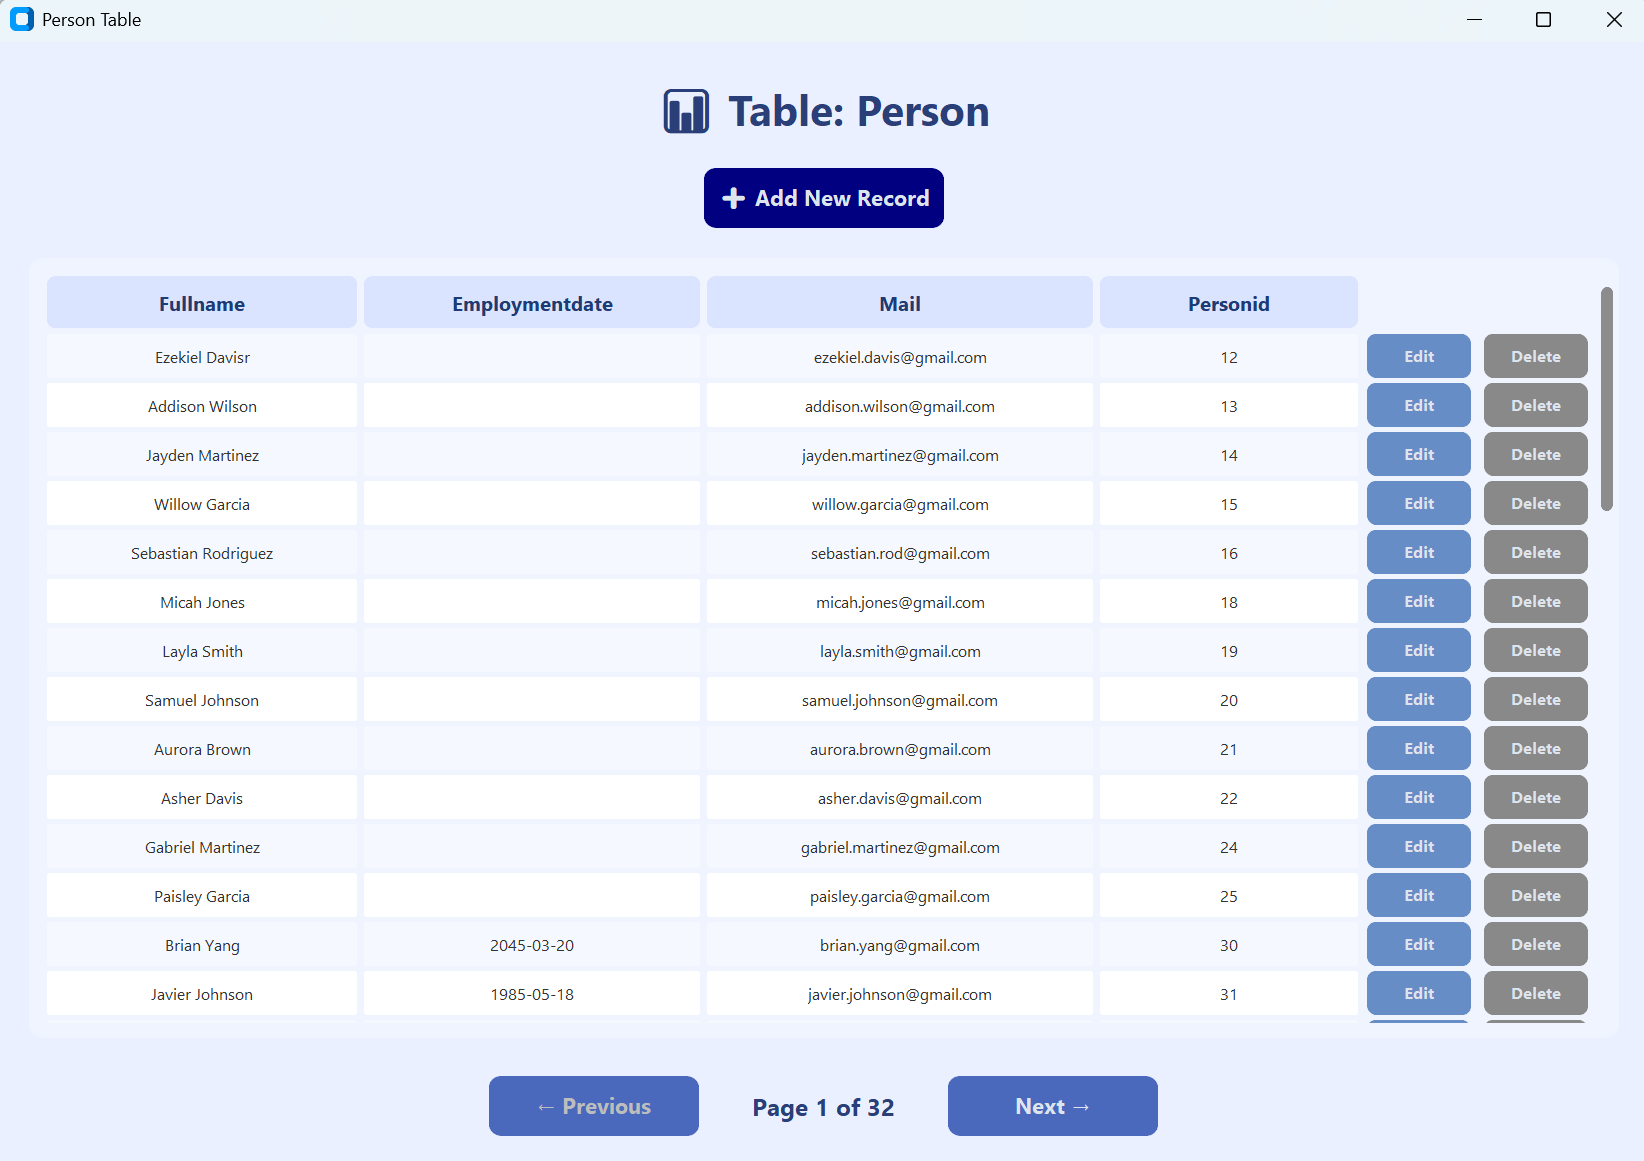 Person Table
Table: Person
Add New Record
Fullname Employmentdate Mail Personid
Ezekiel Davisr ezekiel.davis@gmail.com 12 Edit Delete
Addison Wilson addison.wilson@gmail.com 13 Edit Delete
Jayden Martinez jayden.martinez@gmail.com 14 Edit Delete
Willow Garcia willow.garcia@gmail.com 15 Edit Delete
Sebastian Rodriguez sebastian.rod@gmail.com 16 Edit Delete
Micah Jones micah.jones@gmail.com 18 Edit Delete
Layla Smith layla.smith@gmail.com 19 Edit Delete
Samuel Johnson samuel.johnson@gmail.com 20 Edit Delete
Aurora Brown aurora.brown@gmail.com 21 Edit Delete
Asher Davis asher.davis@gmail.com 22 Edit Delete
Gabriel Martinez gabriel.martinez@gmail.com 24 Edit Delete
Paisley Garcia paisley.garcia@gmail.com 25 Edit Delete
Brian Yang 2045-03-20 brian.yang@gmail.com 30 Edit Delete
Javier Johnson 1985-05-18 javier.johnson@gmail.com 31 Edit Delete
← Previous Page 1 of 32 Next →